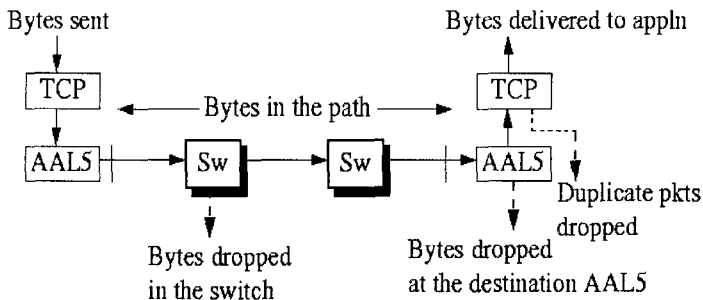 Bytes sent
Bytes delivered to appln
TCP
TCP
Bytes in the path
AAL5
Sw
Sw
AAL5
Duplicate pkts
dropped
Bytes dropped
in the switch
Bytes dropped
at the destination AAL5